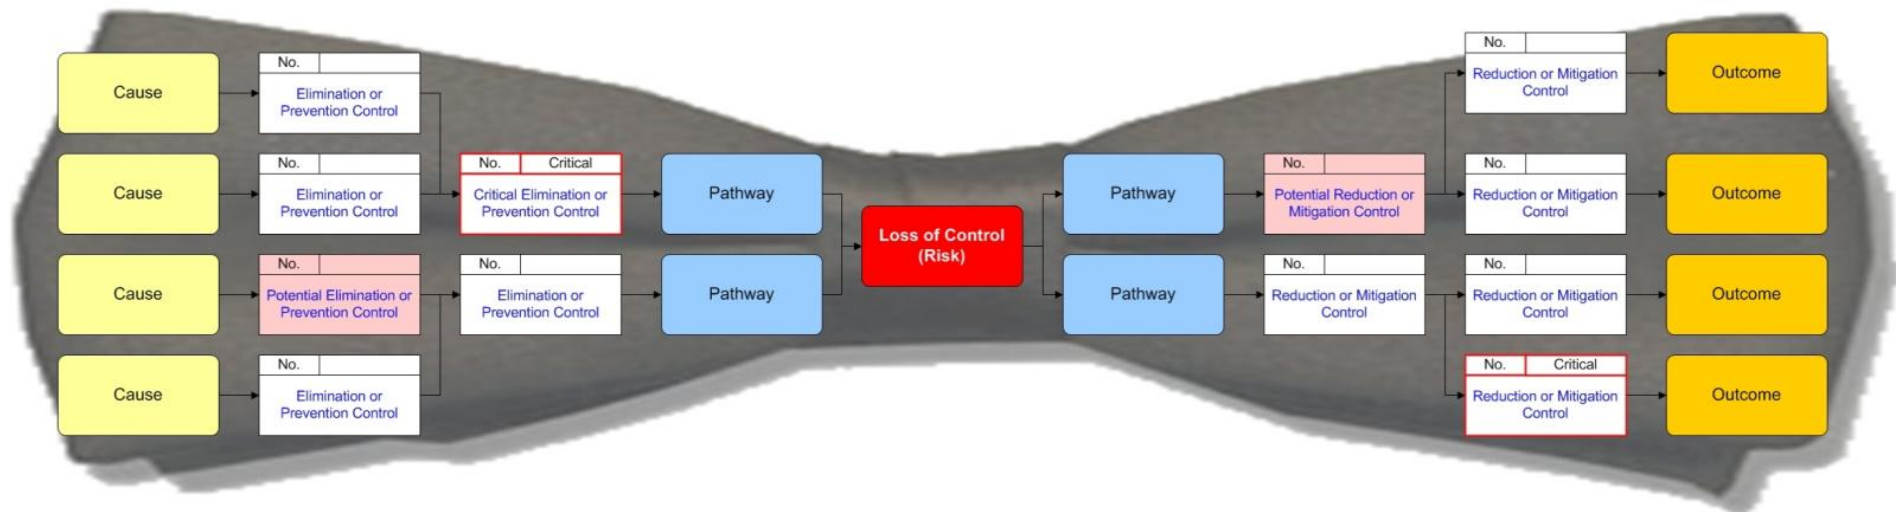 No.
Reduction or Mitigation
Control
Outcome
Cause
No.
Elimination or
Prevention Control
Cause
No.
Elimination or
Prevention Control
No. Critical
Critical Elimination or
Prevention Control
Pathway
Loss of Control
(Risk)
Pathway
No.
Potential Reduction or
Mitigation Control
No.
Reduction or Mitigation
Control
Outcome
Cause
No.
Potential Elimination or
Prevention Control
No.
Elimination or
Prevention Control
Pathway
Pathway
No.
Reduction or Mitigation
Control
No.
Reduction or Mitigation
Control
Outcome
Cause
No.
Elimination or
Prevention Control
No. Critical
Reduction or Mitigation
Control
Outcome